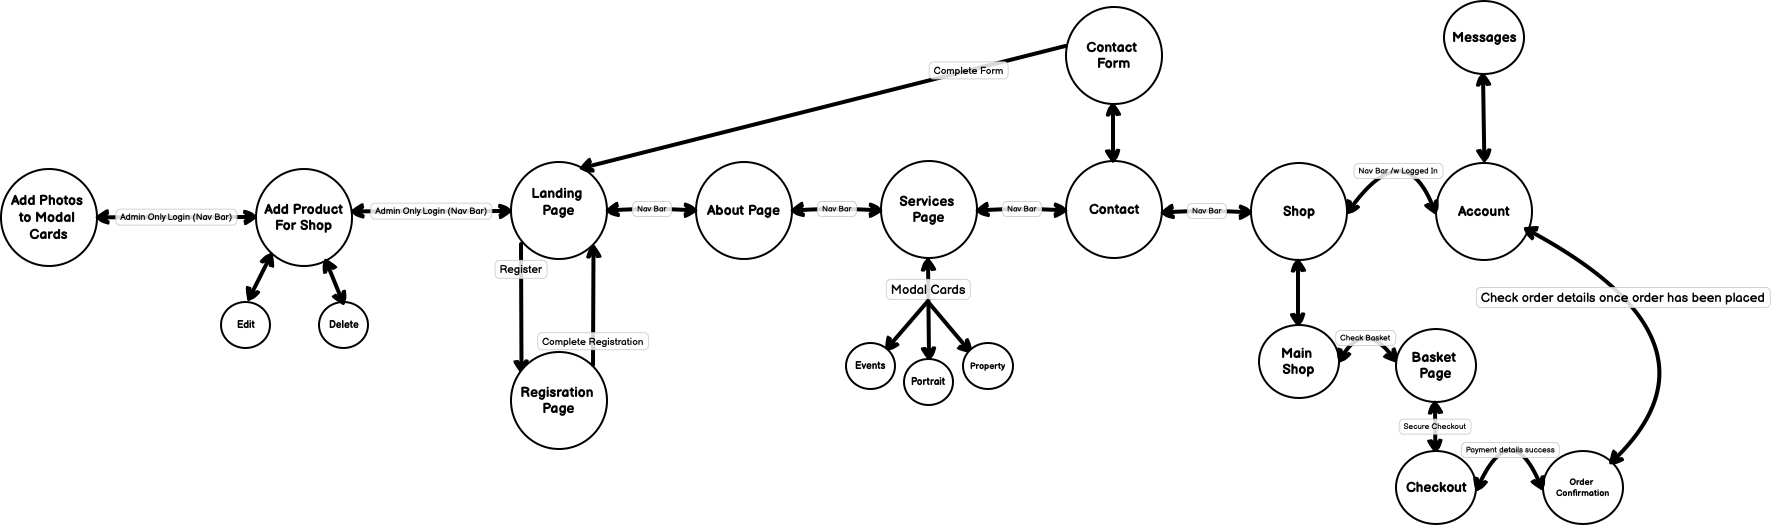 Messages
Contact
Form
Complete Form
Nav Bar /w Logged In
Add Photos
to Modal
Cards
Admin Only Login (Nav Bar)
Add Product
For Shop
Admin Only Login (Nav Bar)
Landing
Page
Nav Bar
About Page
Nav Bar
Services
Page
Nav Bar
Contact
Nav Bar
Shop
Account
Register
Modal Cards
Check order details once order has been placed
Edit
Delete
Complete Registration
Check Basket
Events
Portrait
Property
Main
Shop
Basket
Page
Regisration
Page
Secure Checkout
Payment details success
Checkout
Order
Confirmation